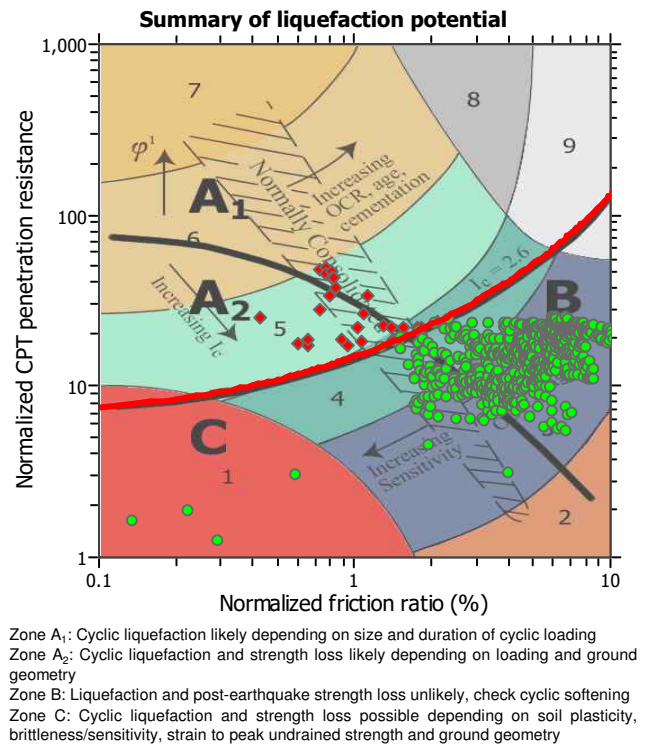 Summary of liquefaction potential
1,000
7
8
9
φ¹
Normally Consolidated
Increasing
OCR, age,
cementation
A₁
100
6
Ic = 2.6
A₂
Increasing Ic
5
B
10
4
3
C
1
Increasing
Sensitivity
2
1
0.1
1
10
Normalized CPT penetration resistance
Normalized friction ratio (%)
Zone A₁: Cyclic liquefaction likely depending on size and duration of cyclic loading
Zone A₂: Cyclic liquefaction and strength loss likely depending on loading and ground
geometry
Zone B: Liquefaction and post-earthquake strength loss unlikely, check cyclic softening
Zone C: Cyclic liquefaction and strength loss possible depending on soil plasticity,
brittleness/sensitivity, strain to peak undrained strength and ground geometry